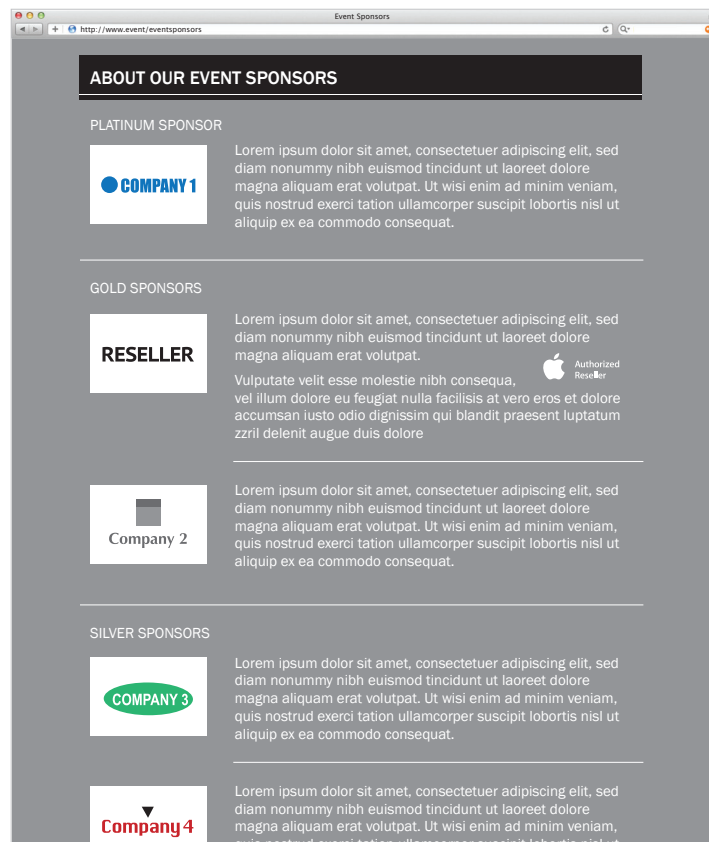 Event Sponsors
http://www.event/eventsponsors
ABOUT OUR EVENT SPONSORS
PLATINUM SPONSOR
COMPANY 1
Lorem ipsum dolor sit amet, consectetuer adipiscing elit, sed
diam nonummy nibh euismod tincidunt ut laoreet dolore
magna aliquam erat volutpat. Ut wisi enim ad minim veniam,
quis nostrud exerci tation ullamcorper suscipit lobortis nisl ut
aliquip ex ea commodo consequat.
GOLD SPONSORS
RESELLER
Lorem ipsum dolor sit amet, consectetuer adipiscing elit, sed
diam nonummy nibh euismod tincidunt ut laoreet dolore
magna aliquam erat volutpat.
Authorized
Reseller
Vulputate velit esse molestie nibh consequa,
vel illum dolore eu feugiat nulla facilisis at vero eros et dolore
accumsan iusto odio dignissim qui blandit praesent luptatum
zzril delenit augue duis dolore
Company 2
Lorem ipsum dolor sit amet, consectetuer adipiscing elit, sed
diam nonummy nibh euismod tincidunt ut laoreet dolore
magna aliquam erat volutpat. Ut wisi enim ad minim veniam,
quis nostrud exerci tation ullamcorper suscipit lobortis nisl ut
aliquip ex ea commodo consequat.
SILVER SPONSORS
COMPANY 3
Lorem ipsum dolor sit amet, consectetuer adipiscing elit, sed
diam nonummy nibh euismod tincidunt ut laoreet dolore
magna aliquam erat volutpat. Ut wisi enim ad minim veniam,
quis nostrud exerci tation ullamcorper suscipit lobortis nisl ut
aliquip ex ea commodo consequat.
Company 4
Lorem ipsum dolor sit amet, consectetuer adipiscing elit, sed
diam nonummy nibh euismod tincidunt ut laoreet dolore
magna aliquam erat volutpat. Ut wisi enim ad minim veniam,